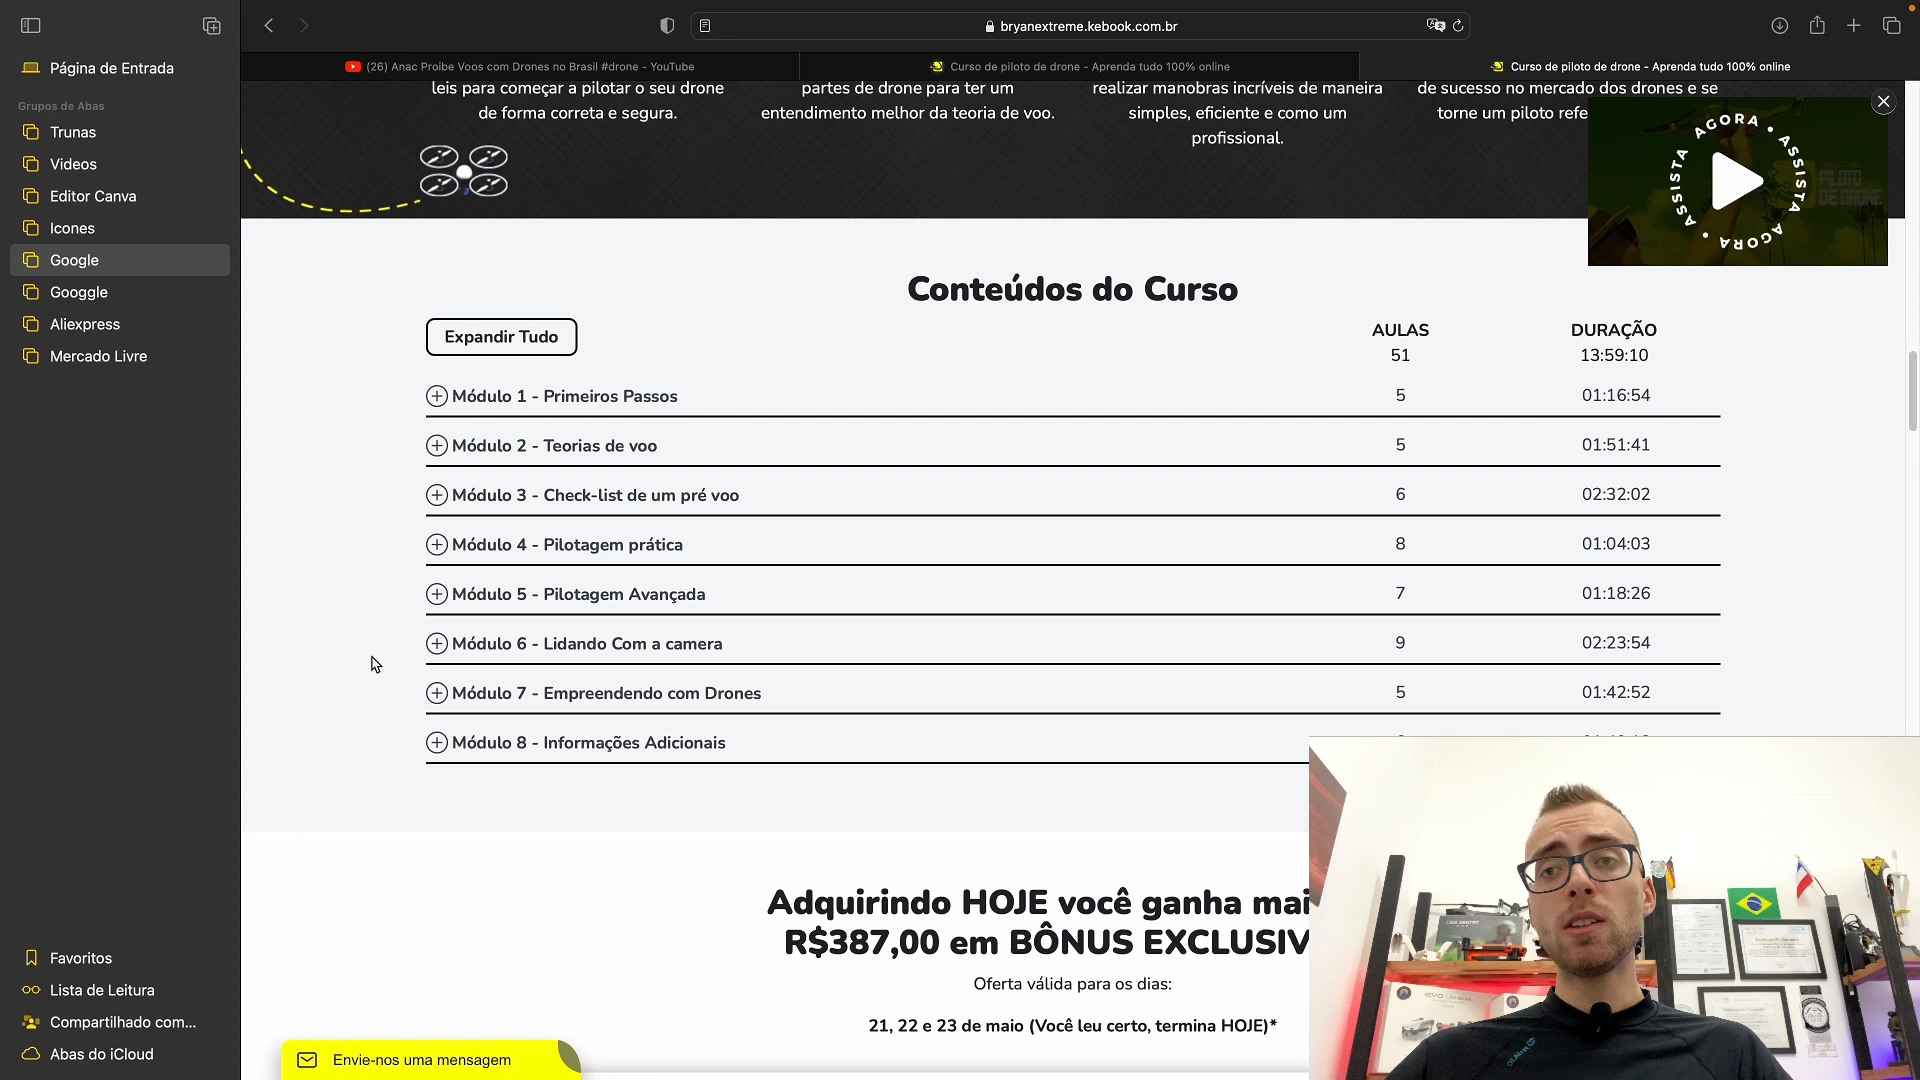 bryanextreme.kebook.com.br
Página de Entrada
Grupos de Abas
Trunas
Videos
Editor Canva
Icones
Google
Googgle
Aliexpress
Mercado Livre
Favoritos
Lista de Leitura
Compartilhado com...
Abas do iCloud
(26) Anac Proibe Voos com Drones no Brasil #drone - YouTube
Curso de piloto de drone - Aprenda tudo 100% online
Curso de piloto de drone - Aprenda tudo 100% online
leis para começar a pilotar o seu drone
de forma correta e segura.
partes de drone para ter um
entendimento melhor da teoria de voo.
realizar manobras incríveis de maneira
simples, eficiente e como um
profissional.
de sucesso no mercado dos drones e se
torne um piloto refe
ASSISTA AGORA • ASSISTA AGORA •
PILOTO
DE DRONE
Conteúdos do Curso
Expandir Tudo
AULAS
51
DURAÇÃO
13:59:10
Módulo 1 - Primeiros Passos 5 01:16:54
Módulo 2 - Teorias de voo 5 01:51:41
Módulo 3 - Check-list de um pré voo 6 02:32:02
Módulo 4 - Pilotagem prática 8 01:04:03
Módulo 5 - Pilotagem Avançada 7 01:18:26
Módulo 6 - Lidando Com a camera 9 02:23:54
Módulo 7 - Empreendendo com Drones 5 01:42:52
Módulo 8 - Informações Adicionais
Adquirindo HOJE você ganha mai
R$387,00 em BÔNUS EXCLUSIV
Oferta válida para os dias:
21, 22 e 23 de maio (Você leu certo, termina HOJE)*
Envie-nos uma mensagem